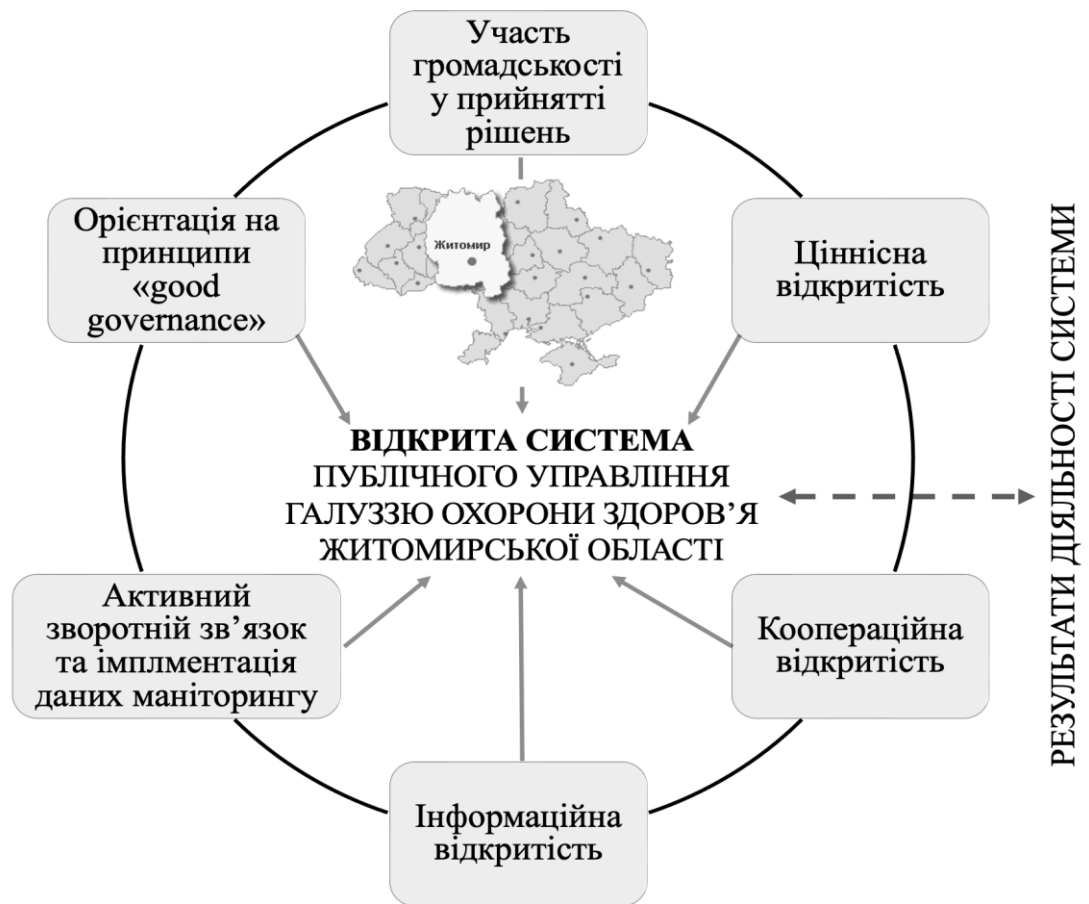 Участь
громадськості
у прийнятті
рішень
Орієнтація на
принципи
«good
governance»
Житомир
Ціннісна
відкритість
ВІДКРИТА СИСТЕМА
ПУБЛІЧНОГО УПРАВЛІННЯ
ГАЛУЗЗЮ ОХОРОНИ ЗДОРОВ’Я
ЖИТОМИРСЬКОЇ ОБЛАСТІ
Активний
зворотній зв’язок
та імплментація
даних маніторингу
Коопераційна
відкритість
Інформаційна
відкритість
РЕЗУЛЬТАТИ ДІЯЛЬНОСТІ СИСТЕМИ